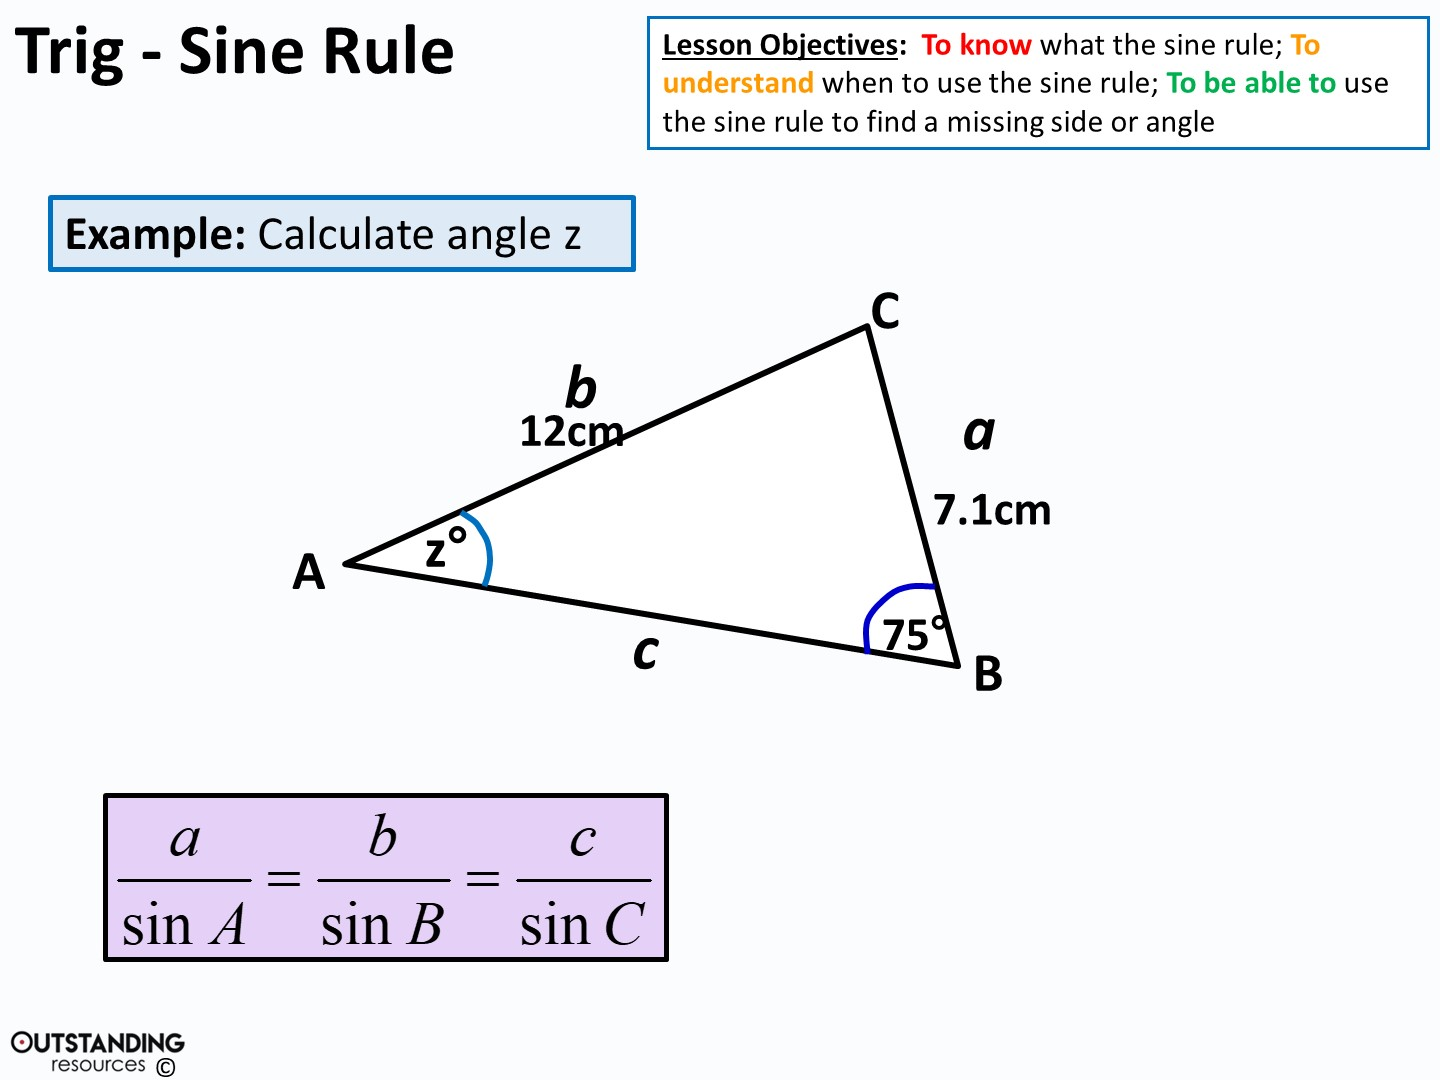 Trig - Sine Rule
Lesson Objectives: To know what the sine rule; To
understand when to use the sine rule; To be able to use
the sine rule to find a missing side or angle
Example: Calculate angle z
C
b
12cm
a
7.1cm
z°
A
75°
c
B
a/sin A = b/sin B = c/sin C
OUTSTANDING
resources ©